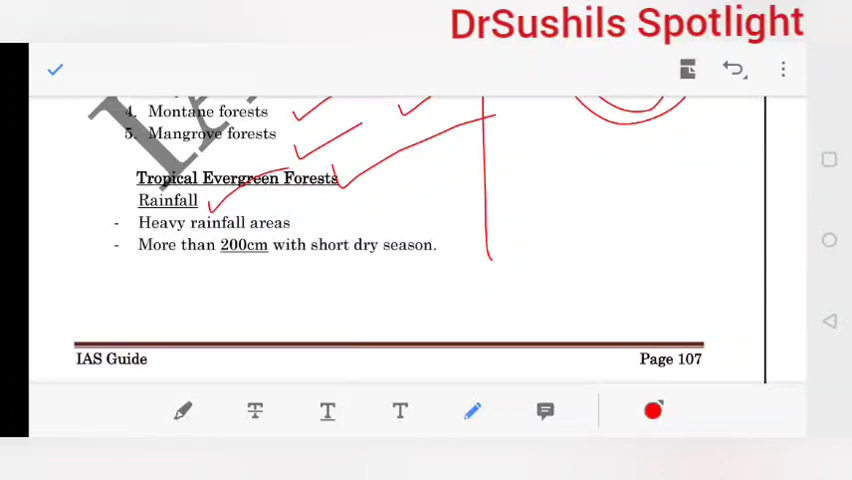 DrSushils Spotlight
4. Montane forests
5. Mangrove forests
Tropical Evergreen Forests
Rainfall
- Heavy rainfall areas
- More than 200cm with short dry season.
IAS Guide
Page 107